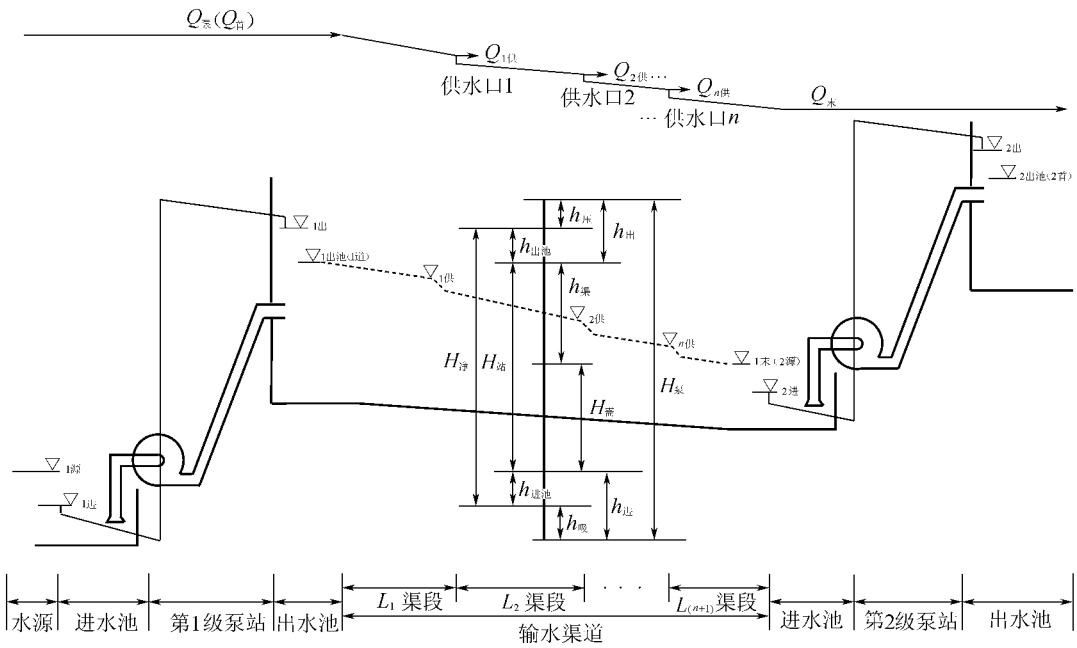 Q泵(Q首)
Q1供
供水口1
Q2供…
供水口2
Qn供
… 供水口n
Q末
2出
2出池(2首)
1出
1出池(1首)
1供
2供
n供
1末(2源)
2进
1源
1进
h压
h出
h出池
h渠
H净
H站
H泵
H需
h进池
h进
h吸
L1 渠段
L2 渠段
· · ·
L(n+1) 渠段
水源
进水池
第1级泵站
出水池
输水渠道
进水池
第2级泵站
出水池